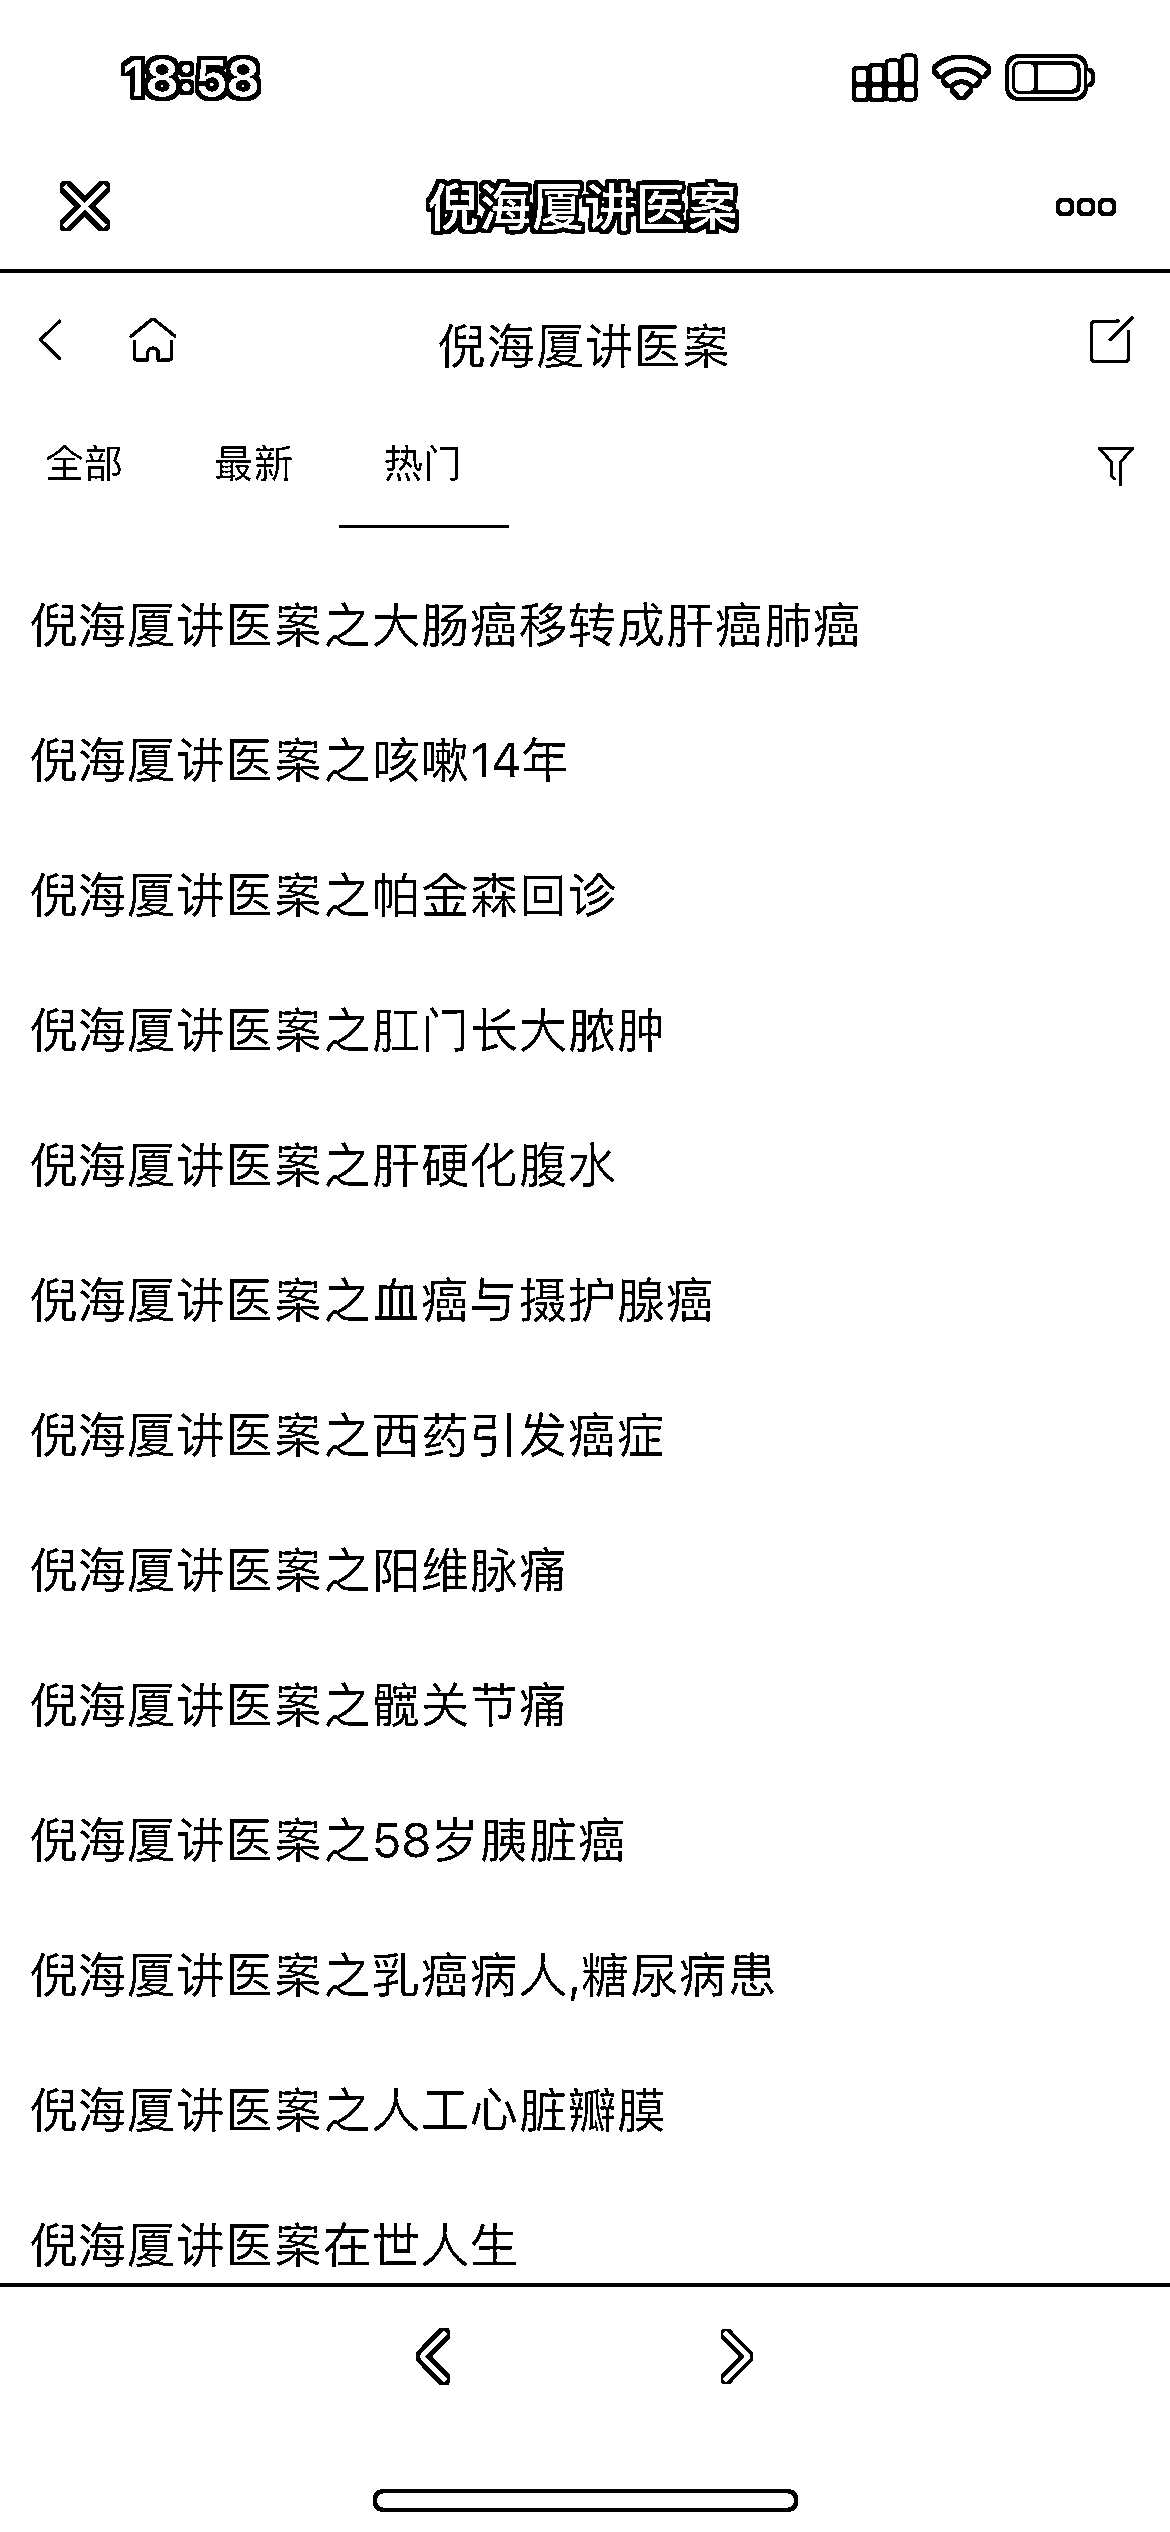 18:58
倪海厦讲医案
倪海厦讲医案
全部 最新 热门
倪海厦讲医案之大肠癌移转成肝癌肺癌
倪海厦讲医案之咳嗽14年
倪海厦讲医案之帕金森回诊
倪海厦讲医案之肛门长大脓肿
倪海厦讲医案之肝硬化腹水
倪海厦讲医案之血癌与摄护腺癌
倪海厦讲医案之西药引发癌症
倪海厦讲医案之阳维脉痛
倪海厦讲医案之髋关节痛
倪海厦讲医案之58岁胰脏癌
倪海厦讲医案之乳癌病人,糖尿病患
倪海厦讲医案之人工心脏瓣膜
倪海厦讲医案在世人生